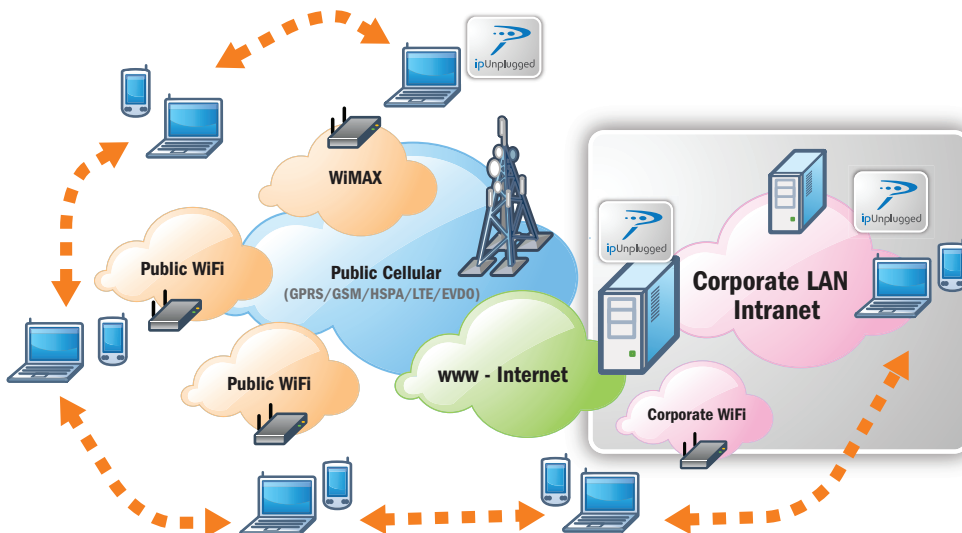 ipUnplugged
WiMAX
Public WiFi
Public Cellular
(GPRS/GSM/HSPA/LTE/EVDO)
ipUnplugged
ipUnplugged
Corporate LAN
Intranet
Public WiFi
www - Internet
Corporate WiFi